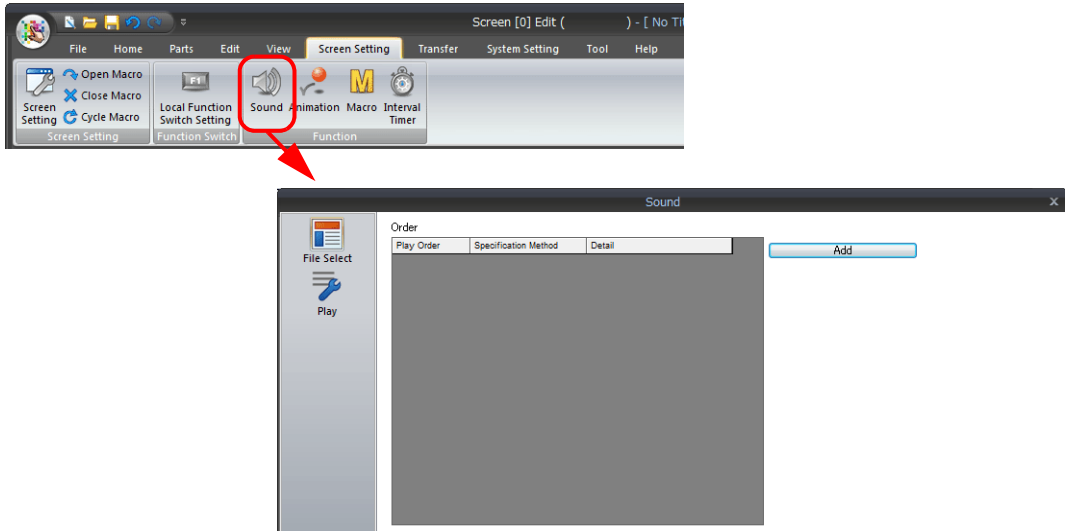 Screen [0] Edit ( ) - [ No Tit
File Home Parts Edit View Screen Setting Transfer System Setting Tool Help
Open Macro
Close Macro
Cycle Macro
Screen
Setting
F1
Local Function
Switch Setting
Sound Animation Macro Interval
Timer
Screen Setting Function Switch Function
Sound x
File Select
Play
Order
Play Order Specification Method Detail
Add